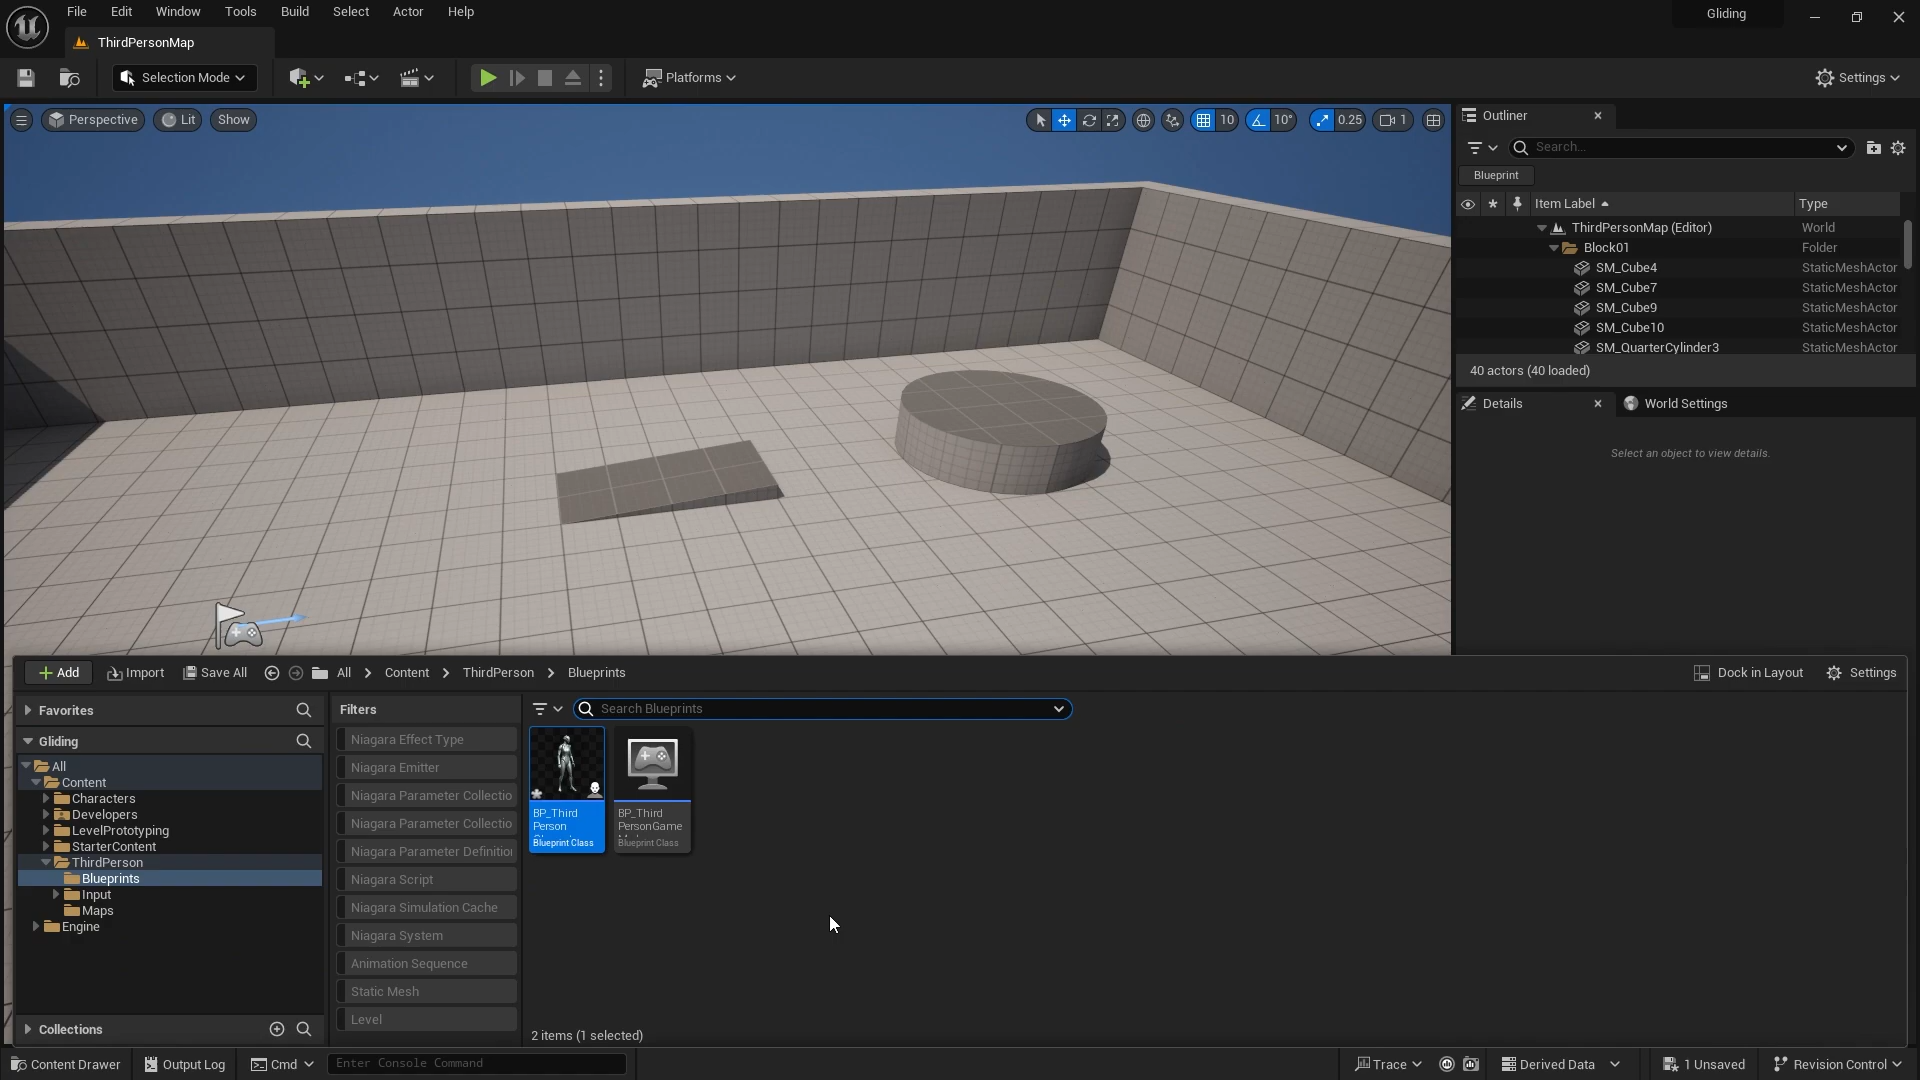 File Edit Window Tools Build Select Actor Help
Gliding
ThirdPersonMap
Selection Mode
Platforms
Settings
Perspective Lit Show
10 10° 0.25 1
Outliner
Search...
Blueprint
Item Label Type
ThirdPersonMap (Editor) World
Block01 Folder
SM_Cube4 StaticMeshActor
SM_Cube7 StaticMeshActor
SM_Cube9 StaticMeshActor
SM_Cube10 StaticMeshActor
SM_QuarterCylinder3 StaticMeshActor
40 actors (40 loaded)
Details World Settings
Select an object to view details.
Add Import Save All All Content ThirdPerson Blueprints Dock in Layout Settings
Favorites
Gliding
All
Content
Characters
Developers
LevelPrototyping
StarterContent
ThirdPerson
Blueprints
Input
Maps
Engine
Collections
Filters
Niagara Effect Type
Niagara Emitter
Niagara Parameter Collectio
Niagara Parameter Collectio
Niagara Parameter Definition
Niagara Script
Niagara Simulation Cache
Niagara System
Animation Sequence
Static Mesh
Level
Search Blueprints
BP_Third
Person
Blueprint Class
BP_Third
PersonGame
Blueprint Class
2 items (1 selected)
Content Drawer Output Log Cmd Enter Console Command Trace Derived Data 1 Unsaved Revision Control